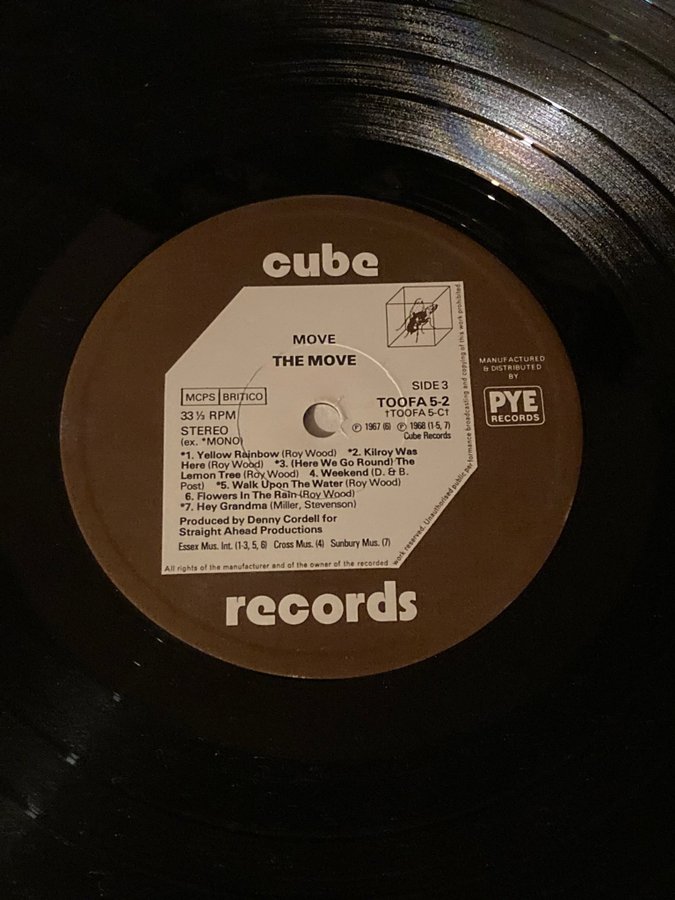 cube
MOVE
THE MOVE
MCPS BRITICO
33⅓ RPM
STEREO
(ex. *MONO)
SIDE 3
TOOFA 5-2
†TOOFA 5-C†
℗ 1967 (6) ℗ 1968 (1-5, 7)
Cube Records
*1. Yellow Rainbow (Roy Wood) *2. Kilroy Was
Here (Roy Wood) *3. (Here We Go Round) The
Lemon Tree (Roy Wood) 4. Weekend (D. & B.
Post) *5. Walk Upon The Water (Roy Wood)
6. Flowers In The Rain (Roy Wood)
*7. Hey Grandma (Miller, Stevenson)
Produced by Denny Cordell for
Straight Ahead Productions
Essex Mus. Int. (1-3, 5, 6) Cross Mus. (4) Sunbury Mus. (7)
All rights of the manufacturer and of the owner of the recorded work reserved. Unauthorised public performance broadcasting and copying of this work prohibited.
MANUFACTURED
& DISTRIBUTED
BY
PYE
RECORDS
records